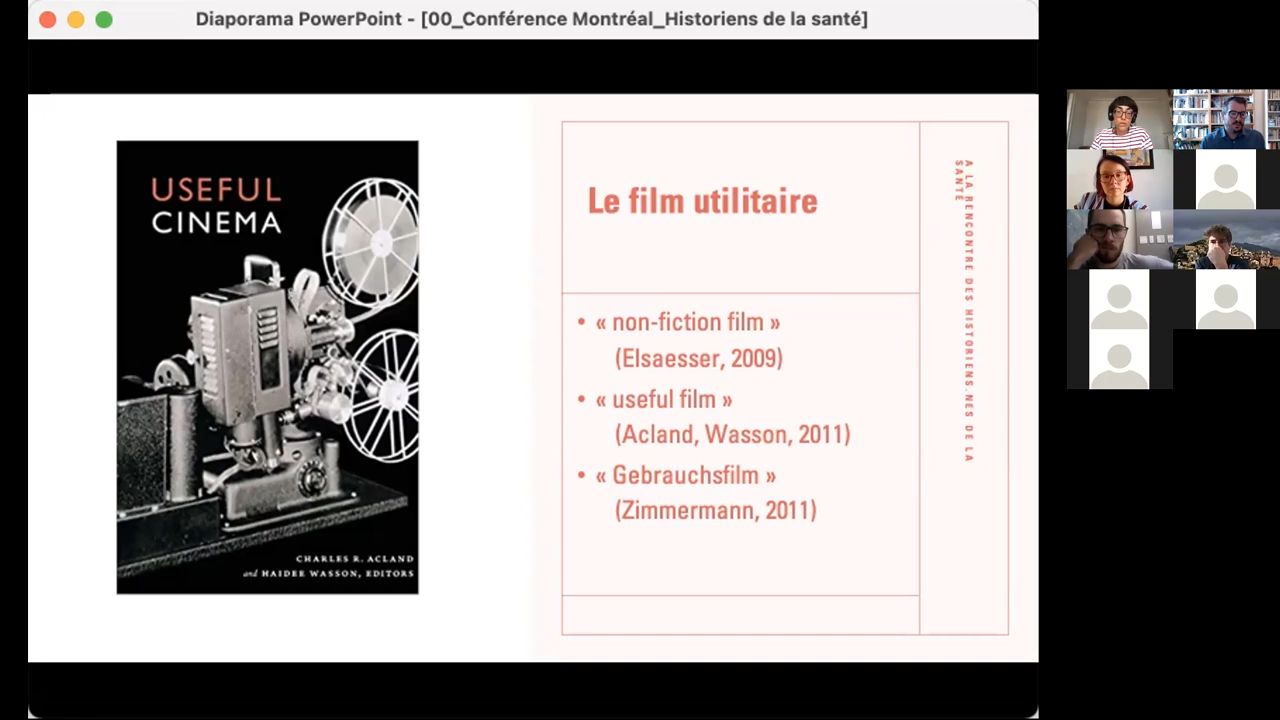 Diaporama PowerPoint - [00_Conférence Montréal_Historiens de la santé]
USEFUL
CINEMA
CHARLES R. ACLAND
and HAIDEE WASSON, EDITORS
Le film utilitaire
• « non-fiction film »
(Elsaesser, 2009)
• « useful film »
(Acland, Wasson, 2011)
• « Gebrauchsfilm »
(Zimmermann, 2011)
A LA RENCONTRE DES HISTORIENS.NES DE LA
SANTÉ